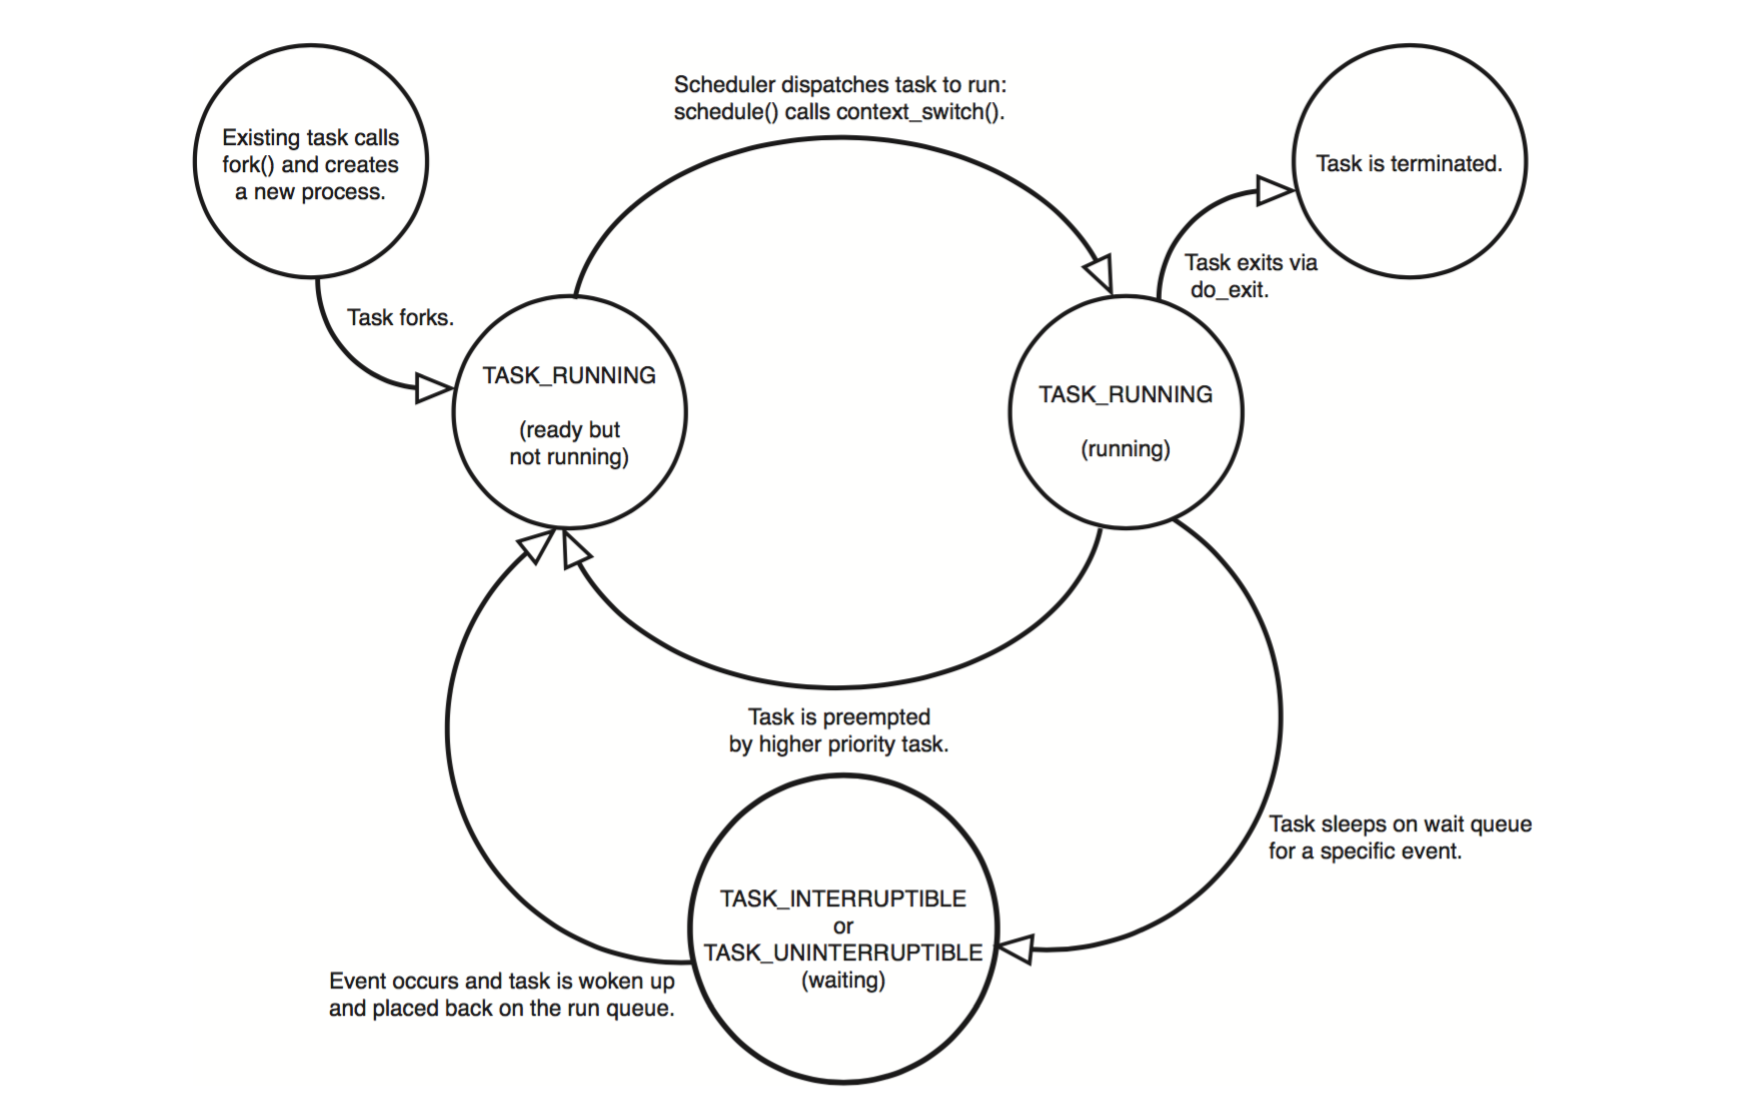 Existing task calls
fork() and creates
a new process.
Scheduler dispatches task to run:
schedule() calls context_switch().
Task is terminated.
Task forks.
Task exits via
do_exit.
TASK_RUNNING
(ready but
not running)
TASK_RUNNING
(running)
Task is preempted
by higher priority task.
Task sleeps on wait queue
for a specific event.
TASK_INTERRUPTIBLE
or
TASK_UNINTERRUPTIBLE
(waiting)
Event occurs and task is woken up
and placed back on the run queue.